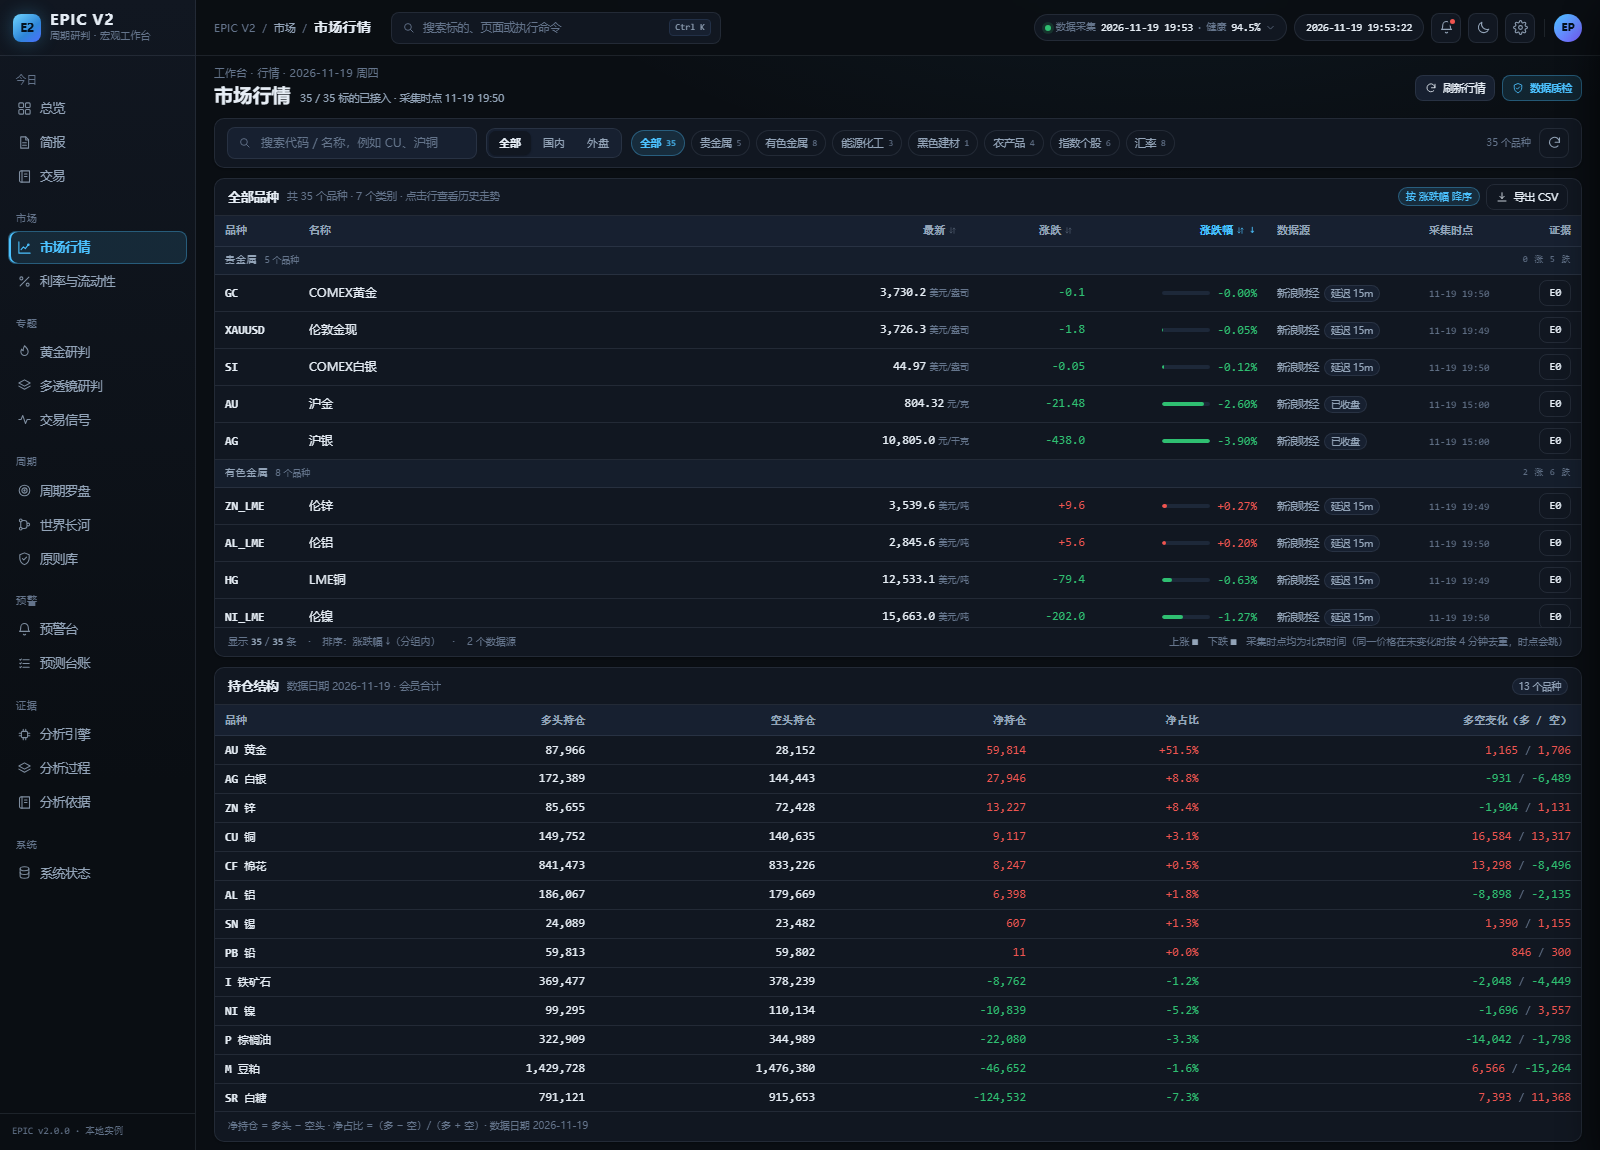 E2 EPIC V2
周期研判 · 宏观工作台
EPIC V2 / 市场 / 市场行情
搜索标的、页面或执行命令 Ctrl K
数据采集 2026-11-19 19:53 · 健康 94.5%
2026-11-19 19:53:22
EP
今日
总览
简报
交易
市场
市场行情
利率与流动性
专题
黄金研判
多透镜研判
交易信号
周期
周期罗盘
世界长河
原则库
预警
预警台
预测台账
证据
分析引擎
分析过程
分析依据
系统
系统状态
EPIC v2.0.0 · 本地实例
工作台 · 行情 · 2026-11-19 周四
市场行情 35 / 35 标的已接入 · 采集时点 11-19 19:50
刷新行情 数据质检
搜索代码 / 名称，例如 CU、沪铜
全部 国内 外盘
全部 35 贵金属 5 有色金属 8 能源化工 3 黑色建材 1 农产品 4 指数个股 6 汇率 8
35 个品种
全部品种 共 35 个品种 · 7 个类别 · 点击行查看历史走势
按 涨跌幅 降序 导出 CSV
品种 名称 最新 ⇅ 涨跌 ⇅ 涨跌幅 ⇅ ↓ 数据源 采集时点 证据
贵金属 5 个品种 0 涨 5 跌
GC COMEX黄金 3,730.2 美元/盎司 -0.1 -0.00% 新浪财经 延迟 15m 11-19 19:50 E0
XAUUSD 伦敦金现 3,726.3 美元/盎司 -1.8 -0.05% 新浪财经 延迟 15m 11-19 19:49 E0
SI COMEX白银 44.97 美元/盎司 -0.05 -0.12% 新浪财经 延迟 15m 11-19 19:50 E0
AU 沪金 804.32 元/克 -21.48 -2.60% 新浪财经 已收盘 11-19 15:00 E0
AG 沪银 10,805.0 元/千克 -438.0 -3.90% 新浪财经 已收盘 11-19 15:00 E0
有色金属 8 个品种 2 涨 6 跌
ZN_LME 伦锌 3,539.6 美元/吨 +9.6 +0.27% 新浪财经 延迟 15m 11-19 19:49 E0
AL_LME 伦铝 2,845.6 美元/吨 +5.6 +0.20% 新浪财经 延迟 15m 11-19 19:50 E0
HG LME铜 12,533.1 美元/吨 -79.4 -0.63% 新浪财经 延迟 15m 11-19 19:49 E0
NI_LME 伦镍 15,663.0 美元/吨 -202.0 -1.27% 新浪财经 延迟 15m 11-19 19:50 E0
显示 35 / 35 条 · 排序：涨跌幅 ↓（分组内） · 2 个数据源
上涨 ■ 下跌 ■ 采集时点均为北京时间（同一价格在未变化时按 4 分钟去重，时点会跳）
持仓结构 数据日期 2026-11-19 · 会员合计
13 个品种
品种 多头持仓 空头持仓 净持仓 净占比 多空变化（多 / 空）
AU 黄金 87,966 28,152 59,814 +51.5% 1,165 / 1,706
AG 白银 172,389 144,443 27,946 +8.8% -931 / -6,489
ZN 锌 85,655 72,428 13,227 +8.4% -1,904 / 1,131
CU 铜 149,752 140,635 9,117 +3.1% 16,584 / 13,317
CF 棉花 841,473 833,226 8,247 +0.5% 13,298 / -8,496
AL 铝 186,067 179,669 6,398 +1.8% -8,898 / -2,135
SN 锡 24,089 23,482 607 +1.3% 1,390 / 1,155
PB 铅 59,813 59,802 11 +0.0% 846 / 300
I 铁矿石 369,477 378,239 -8,762 -1.2% -2,048 / -4,449
NI 镍 99,295 110,134 -10,839 -5.2% -1,696 / 3,557
P 棕榈油 322,909 344,989 -22,080 -3.3% -14,042 / -1,798
M 豆粕 1,429,728 1,476,380 -46,652 -1.6% 6,566 / -15,264
SR 白糖 791,121 915,653 -124,532 -7.3% 7,393 / 11,368
净持仓 = 多头 − 空头 · 净占比 =（多 − 空）/（多 + 空）· 数据日期 2026-11-19